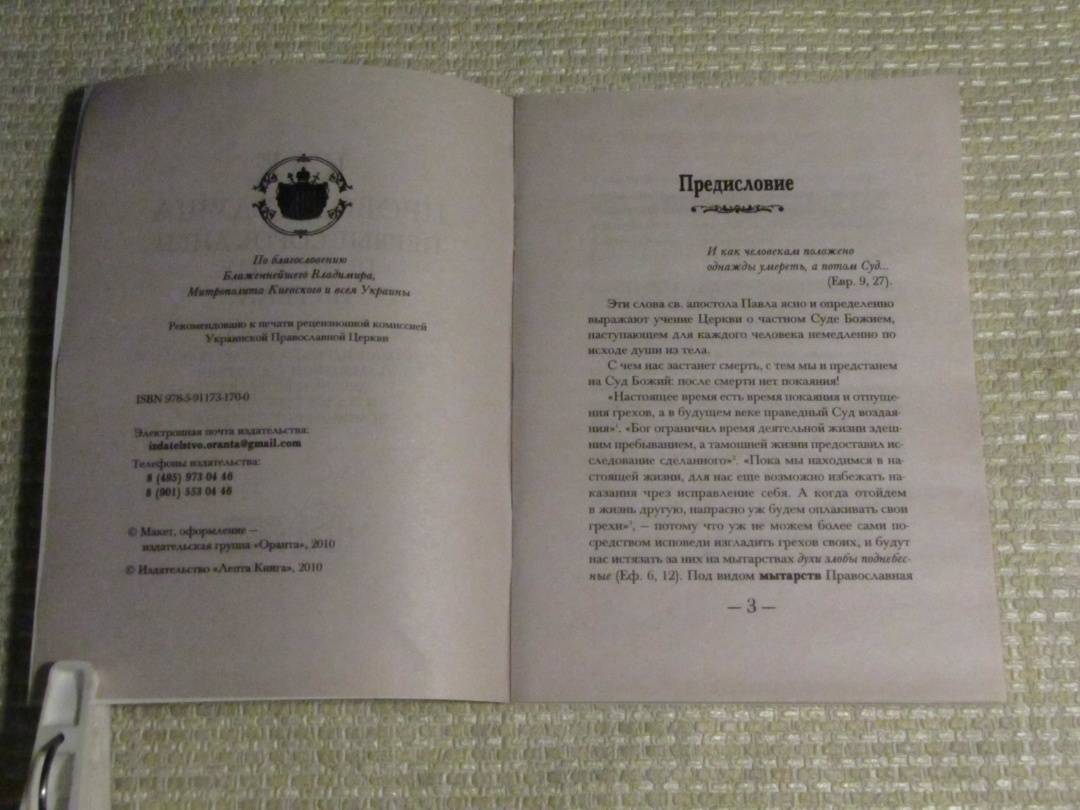 По благословению
Блаженнейшего Владимира,
Митрополита Киевского и всея Украины
Рекомендовано к печати рецензионной комиссией
Украинской Православной Церкви
ISBN 978-5-91173-170-0
Электронная почта издательства:
izdatelstvo.oranta@gmail.com
Телефоны издательства:
8 (495) 973 04 46
8 (901) 553 04 46
© Макет, оформление —
издательская группа «Оранта», 2010
© Издательство «Лепта Книга», 2010
Предисловие
И как человекам положено
однажды умереть, а потом Суд...
(Евр. 9, 27).
Эти слова св. апостола Павла ясно и определенно
выражают учение Церкви о частном Суде Божием,
наступающем для каждого человека немедленно по
исходе души из тела.
С чем нас застанет смерть, с тем мы и предстанем
на Суд Божий: после смерти нет покаяния!
«Настоящее время есть время покаяния и отпуще-
ния грехов, а в будущем веке праведный Суд воздая-
ния»¹. «Бог ограничил время деятельной жизни здеш-
ним пребыванием, а тамошней жизни предоставил ис-
следование сделанного»². «Пока мы находимся в на-
стоящей жизни, для нас еще возможно избежать на-
казания чрез исправление себя. А когда отойдем
в жизнь другую, напрасно уж будем оплакивать свои
грехи»³, — потому что уж не можем более сами по-
средством исповеди изгладить грехов своих, и будут
нас истязать за них на мытарствах духи злобы поднебес-
ные (Еф. 6, 12). Под видом мытарств Православная
— 3 —